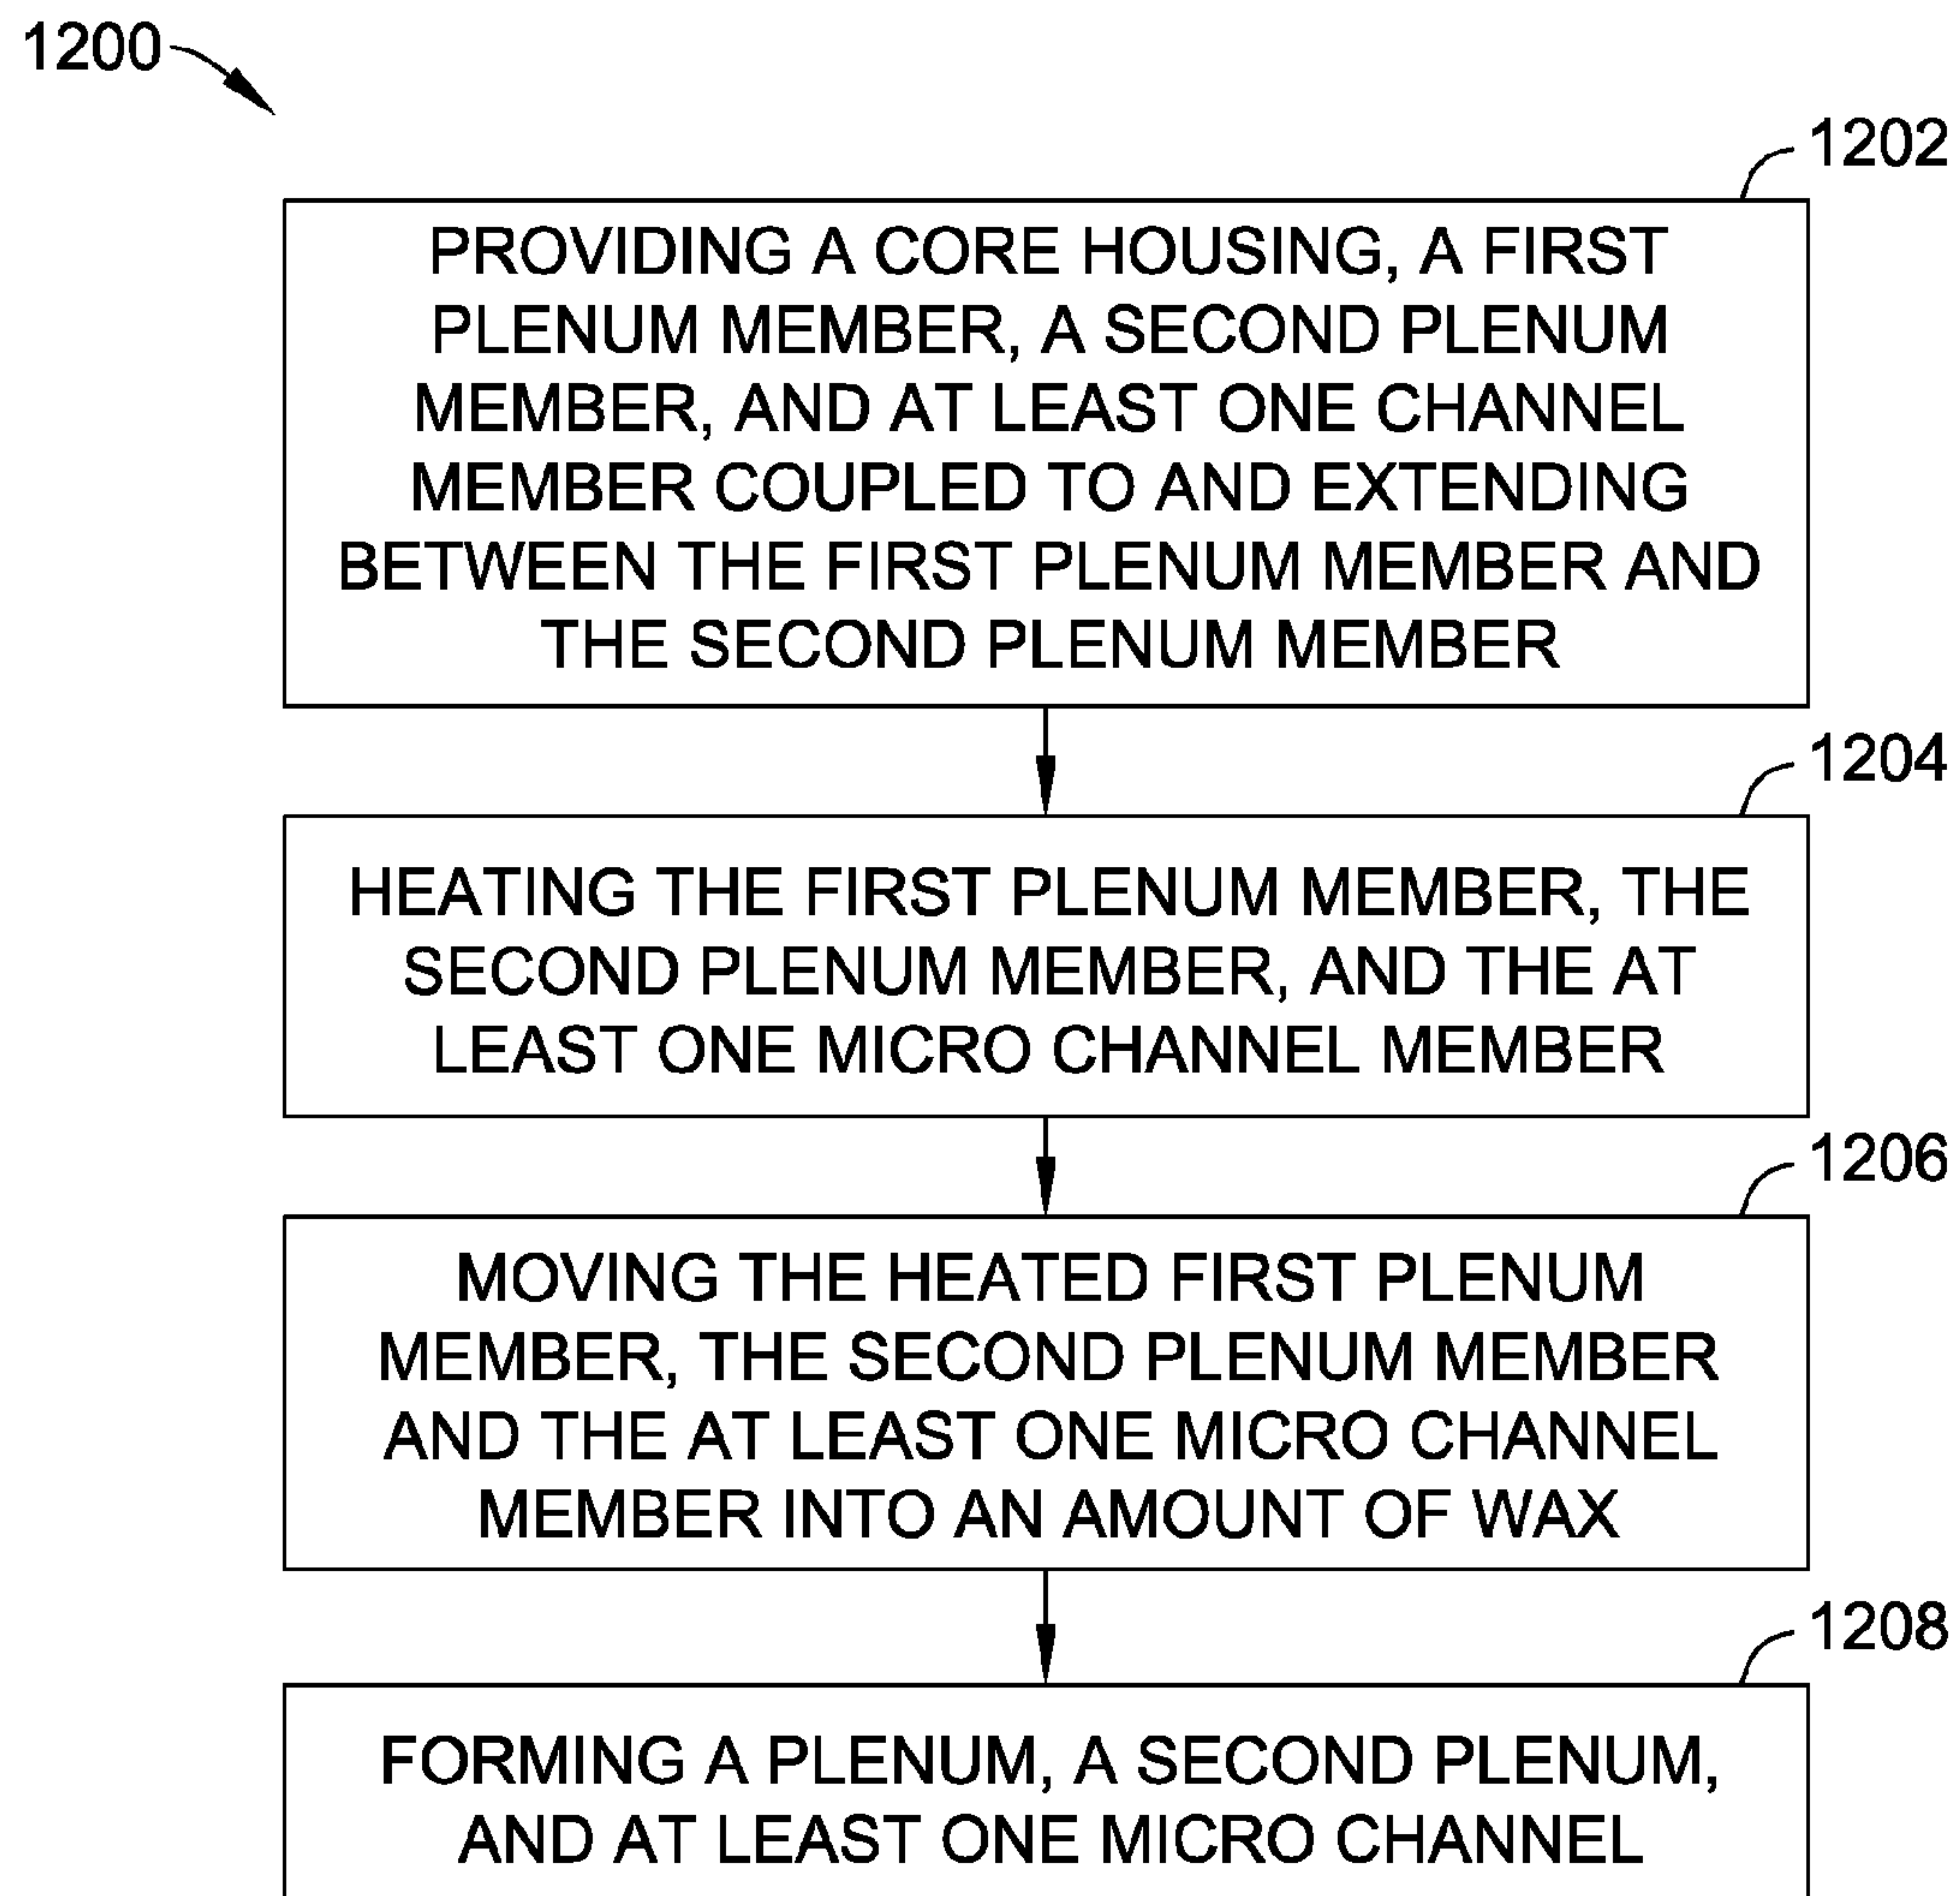 1200
1202
PROVIDING A CORE HOUSING, A FIRST
PLENUM MEMBER, A SECOND PLENUM
MEMBER, AND AT LEAST ONE CHANNEL
MEMBER COUPLED TO AND EXTENDING
BETWEEN THE FIRST PLENUM MEMBER AND
THE SECOND PLENUM MEMBER
1204
HEATING THE FIRST PLENUM MEMBER, THE
SECOND PLENUM MEMBER, AND THE AT
LEAST ONE MICRO CHANNEL MEMBER
1206
MOVING THE HEATED FIRST PLENUM
MEMBER, THE SECOND PLENUM MEMBER
AND THE AT LEAST ONE MICRO CHANNEL
MEMBER INTO AN AMOUNT OF WAX
1208
FORMING A PLENUM, A SECOND PLENUM,
AND AT LEAST ONE MICRO CHANNEL